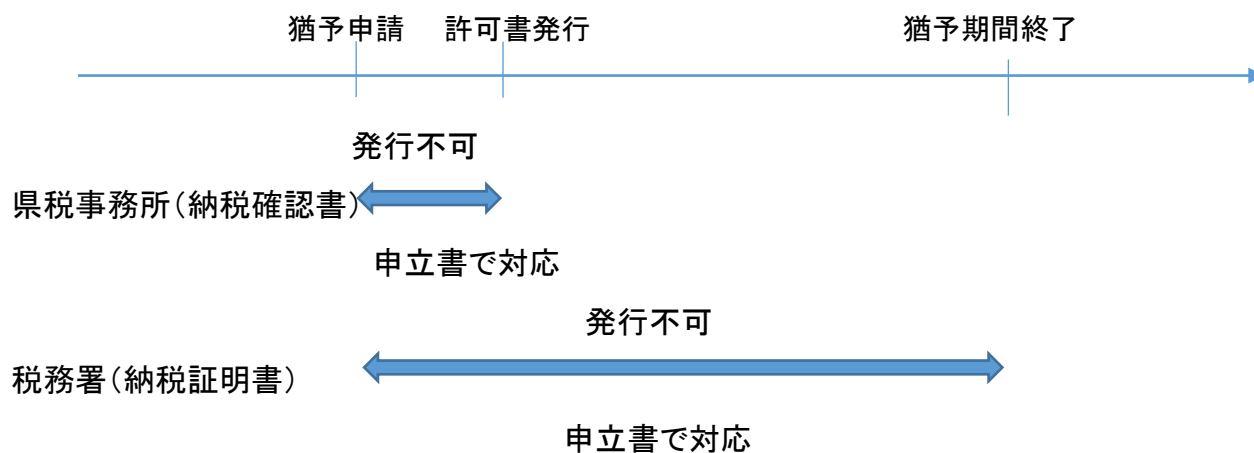 猶予申請 許可書発行 猶予期間終了
発行不可
県税事務所(納税確認書)
申立書で対応
発行不可
税務署(納税証明書)
申立書で対応